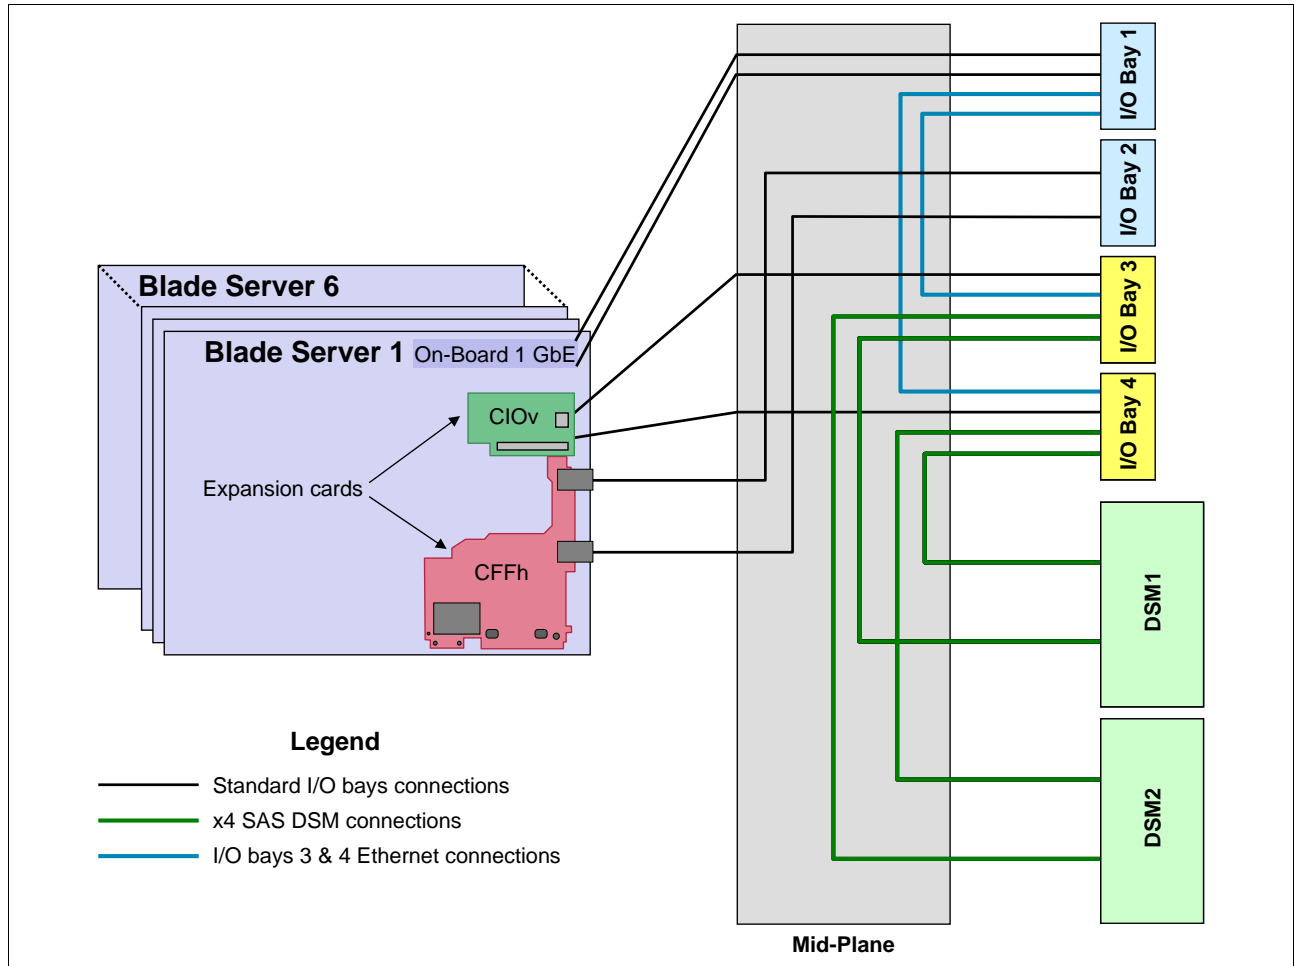 I/O Bay 1
I/O Bay 2
Blade Server 6
I/O Bay 3
Blade Server 1 On-Board 1 GbE
I/O Bay 4
CIOv
Expansion cards
CFFh
DSM1
DSM2
Legend
Standard I/O bays connections
x4 SAS DSM connections
I/O bays 3 & 4 Ethernet connections
Mid-Plane